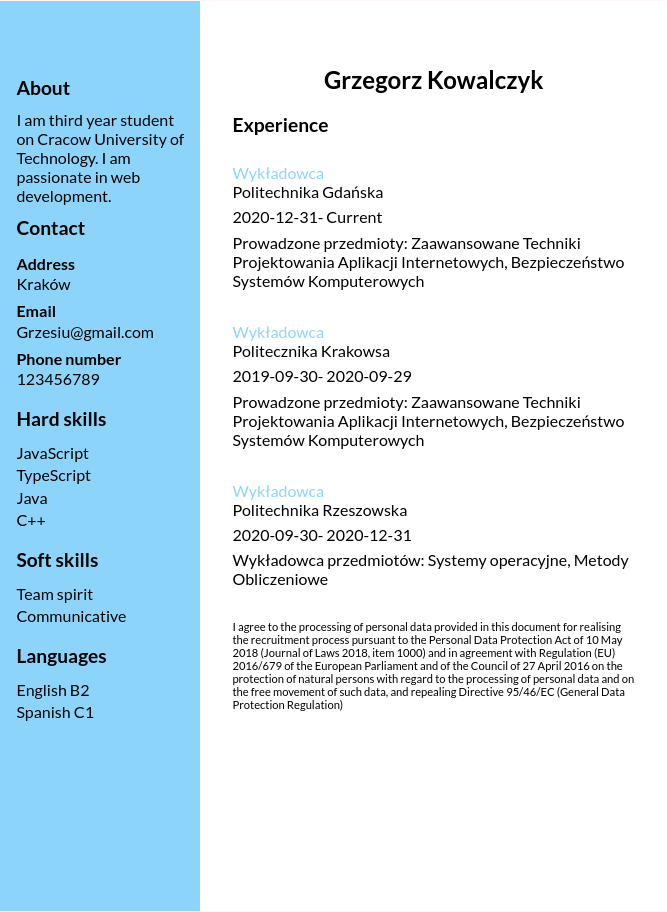 About
I am third year student
on Cracow University of
Technology. I am
passionate in web
development.
Contact
Address
Kraków
Email
Grzesiu@gmail.com
Phone number
123456789
Hard skills
JavaScript
TypeScript
Java
C++
Soft skills
Team spirit
Communicative
Languages
English B2
Spanish C1
Grzegorz Kowalczyk
Experience
Wykładowca
Politechnika Gdańska
2020-12-31- Current
Prowadzone przedmioty: Zaawansowane Techniki
Projektowania Aplikacji Internetowych, Bezpieczeństwo
Systemów Komputerowych
Wykładowca
Politecznika Krakowsa
2019-09-30- 2020-09-29
Prowadzone przedmioty: Zaawansowane Techniki
Projektowania Aplikacji Internetowych, Bezpieczeństwo
Systemów Komputerowych
Wykładowca
Politechnika Rzeszowska
2020-09-30- 2020-12-31
Wykładowca przedmiotów: Systemy operacyjne, Metody
Obliczeniowe
I agree to the processing of personal data provided in this document for realising
the recruitment process pursuant to the Personal Data Protection Act of 10 May
2018 (Journal of Laws 2018, item 1000) and in agreement with Regulation (EU)
2016/679 of the European Parliament and of the Council of 27 April 2016 on the
protection of natural persons with regard to the processing of personal data and on
the free movement of such data, and repealing Directive 95/46/EC (General Data
Protection Regulation)